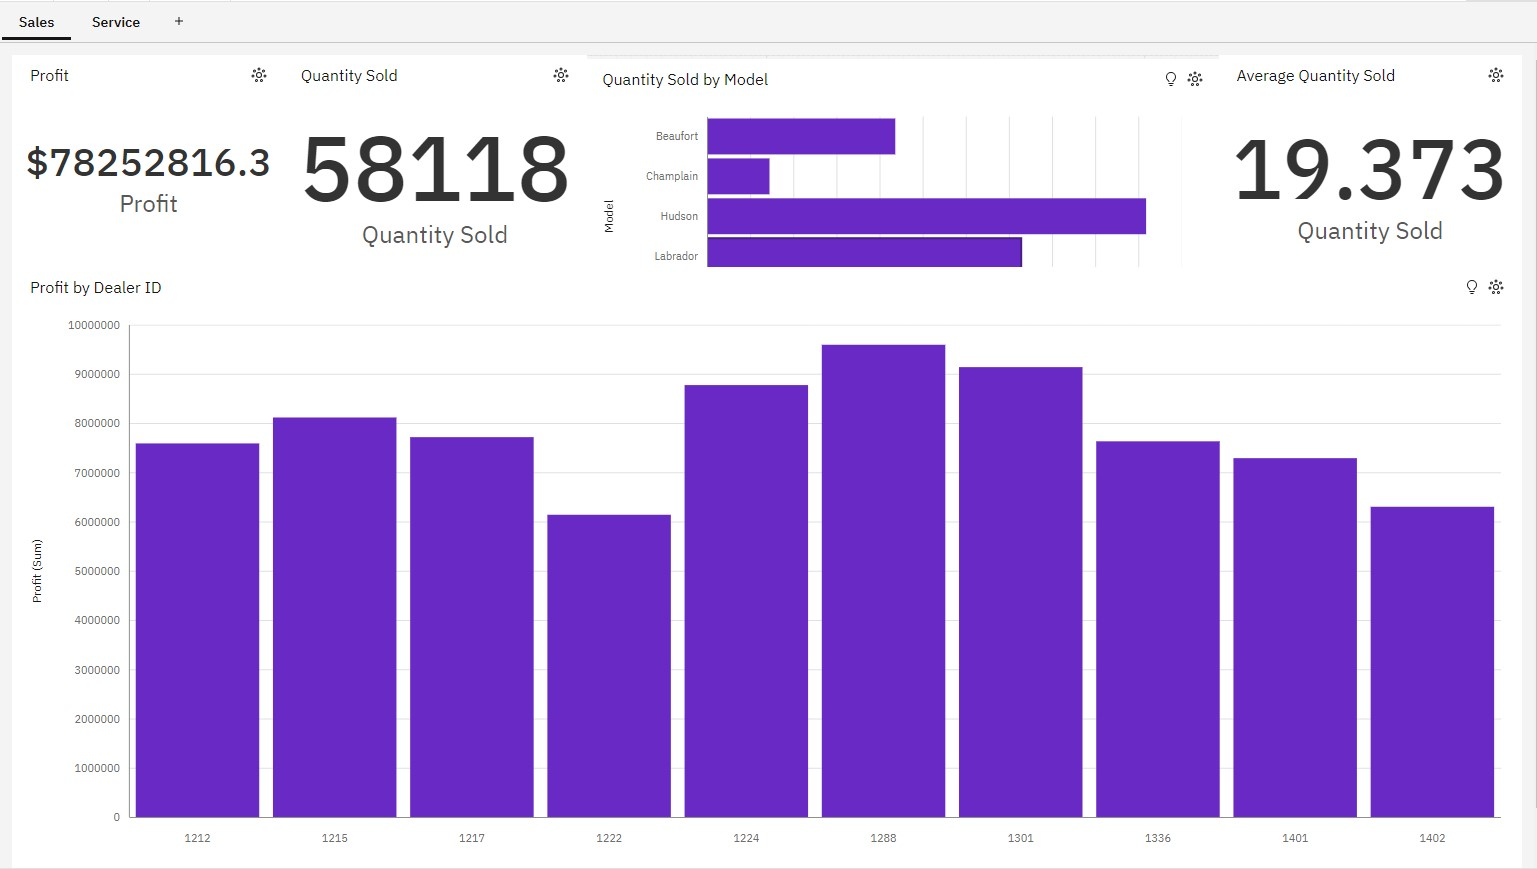 Sales Service +
Profit
$78252816.3
Profit
Quantity Sold
58118
Quantity Sold
Quantity Sold by Model
Model
Beaufort
Champlain
Hudson
Labrador
Average Quantity Sold
19.373
Quantity Sold
Profit by Dealer ID
Profit (Sum)
10000000
9000000
8000000
7000000
6000000
5000000
4000000
3000000
2000000
1000000
0
1212 1215 1217 1222 1224 1288 1301 1336 1401 1402